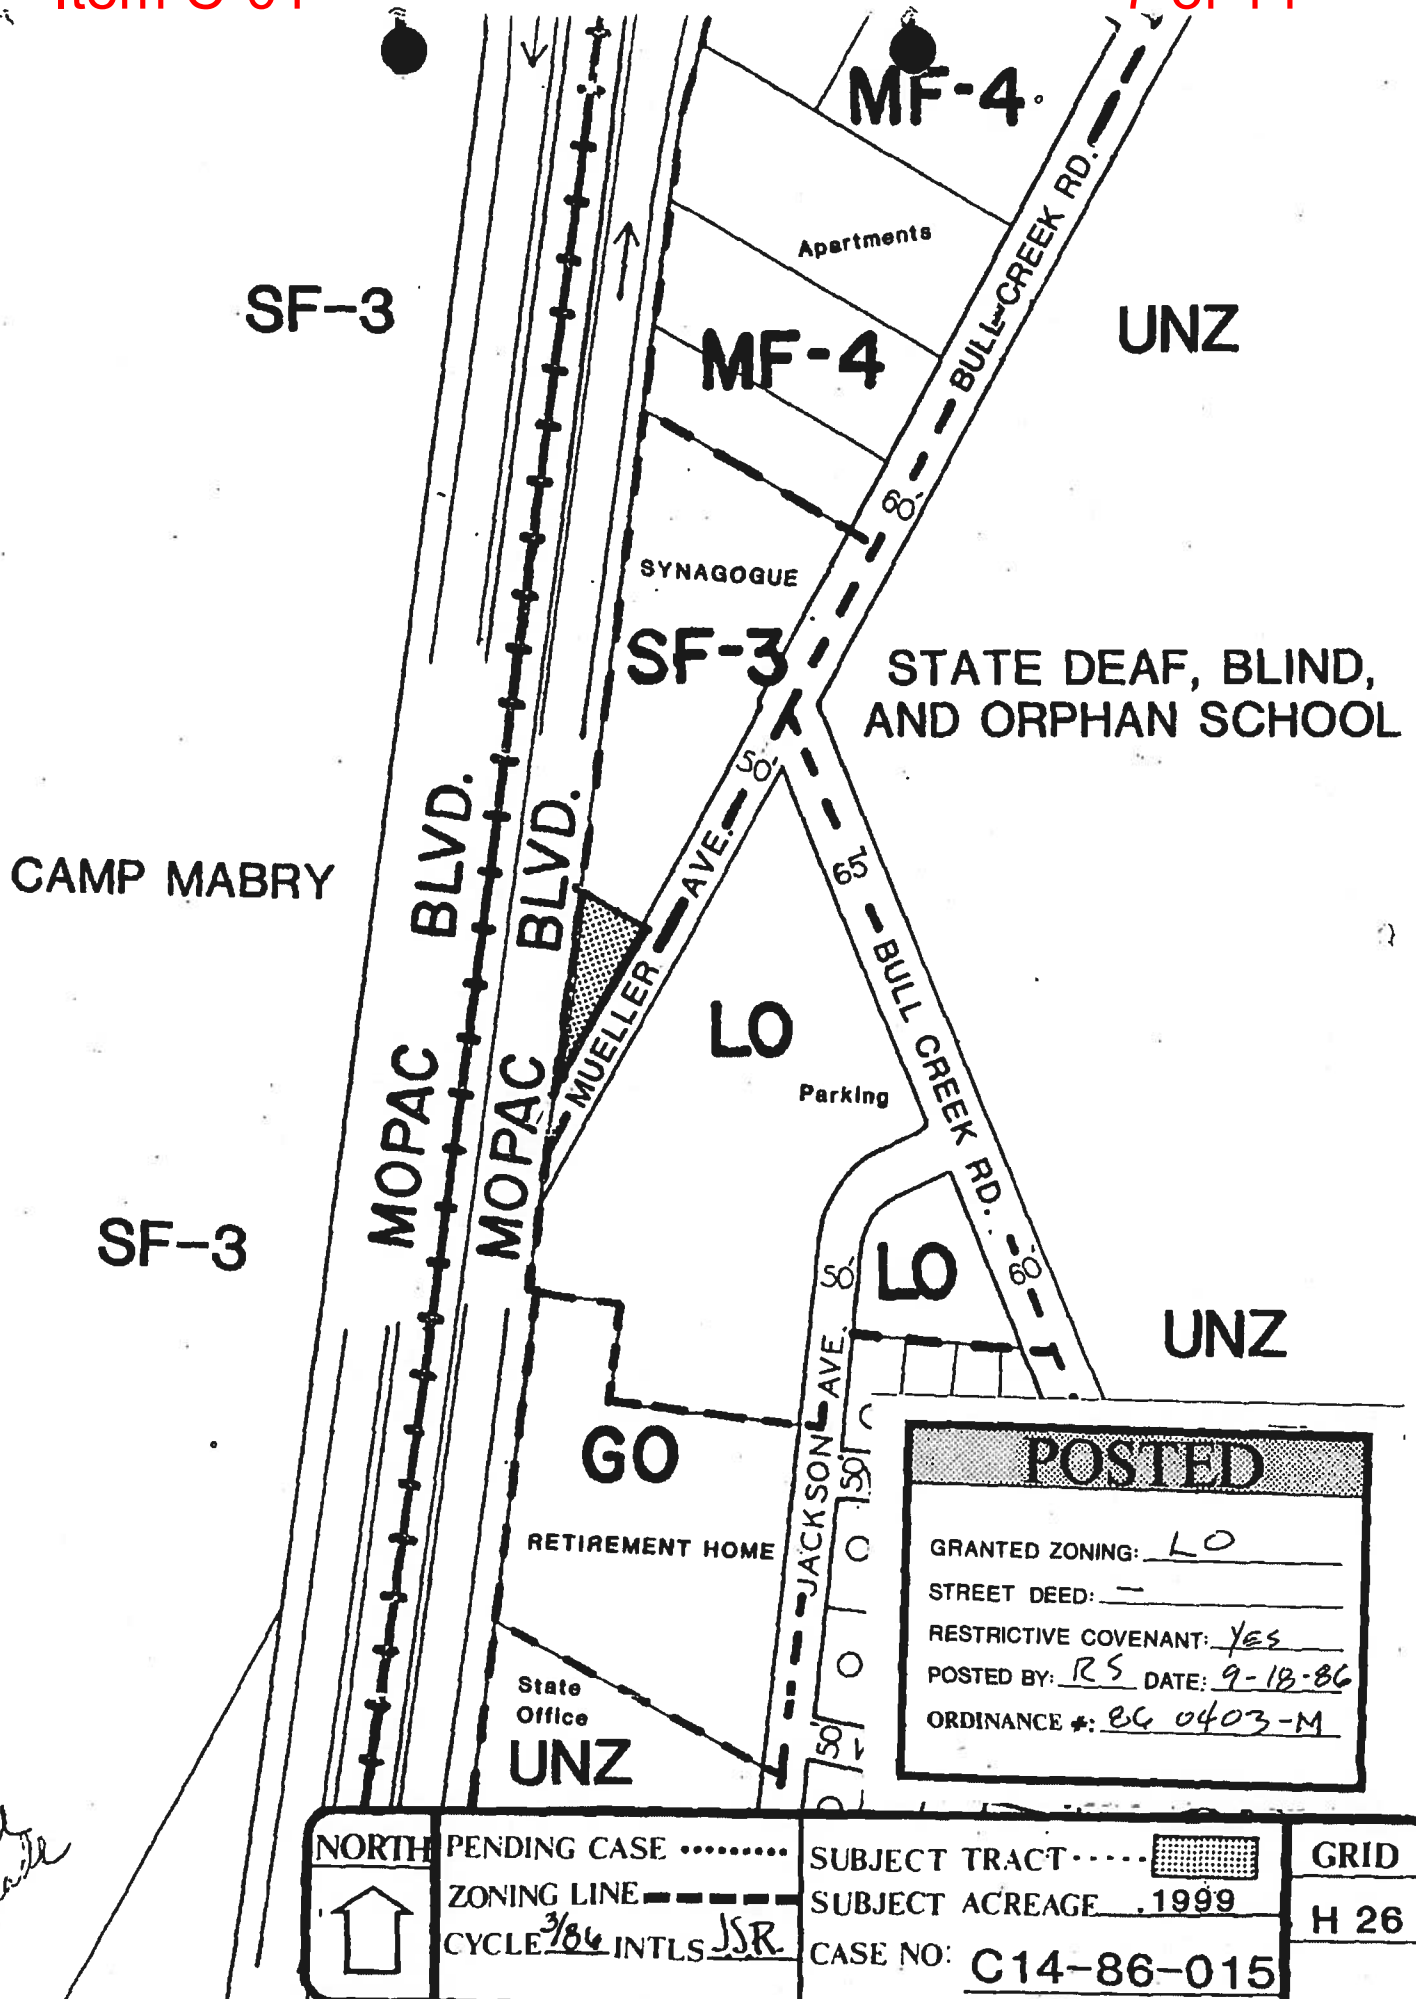 MF-4
BULL CREEK RD.
Apartments
SF-3
UNZ
MF-4
60'
SYNAGOGUE
SF-3
STATE DEAF, BLIND,
AND ORPHAN SCHOOL
50'
MOPAC BLVD.
MOPAC BLVD.
CAMP MABRY
MUELLER AVE.
65'
BULL CREEK RD.
LO
Parking
SF-3
50'
LO
60'
UNZ
JACKSON AVE.
GO
50'
RETIREMENT HOME
State
Office
UNZ
50'
POSTED
GRANTED ZONING: LO
STREET DEED: —
RESTRICTIVE COVENANT: YES
POSTED BY: RS DATE: 9-18-86
ORDINANCE #: 86 0403-M
NORTH
PENDING CASE
ZONING LINE
CYCLE 3/86 INTLS JSR
SUBJECT TRACT
SUBJECT ACREAGE .1999
CASE NO: C14-86-015
GRID
H 26